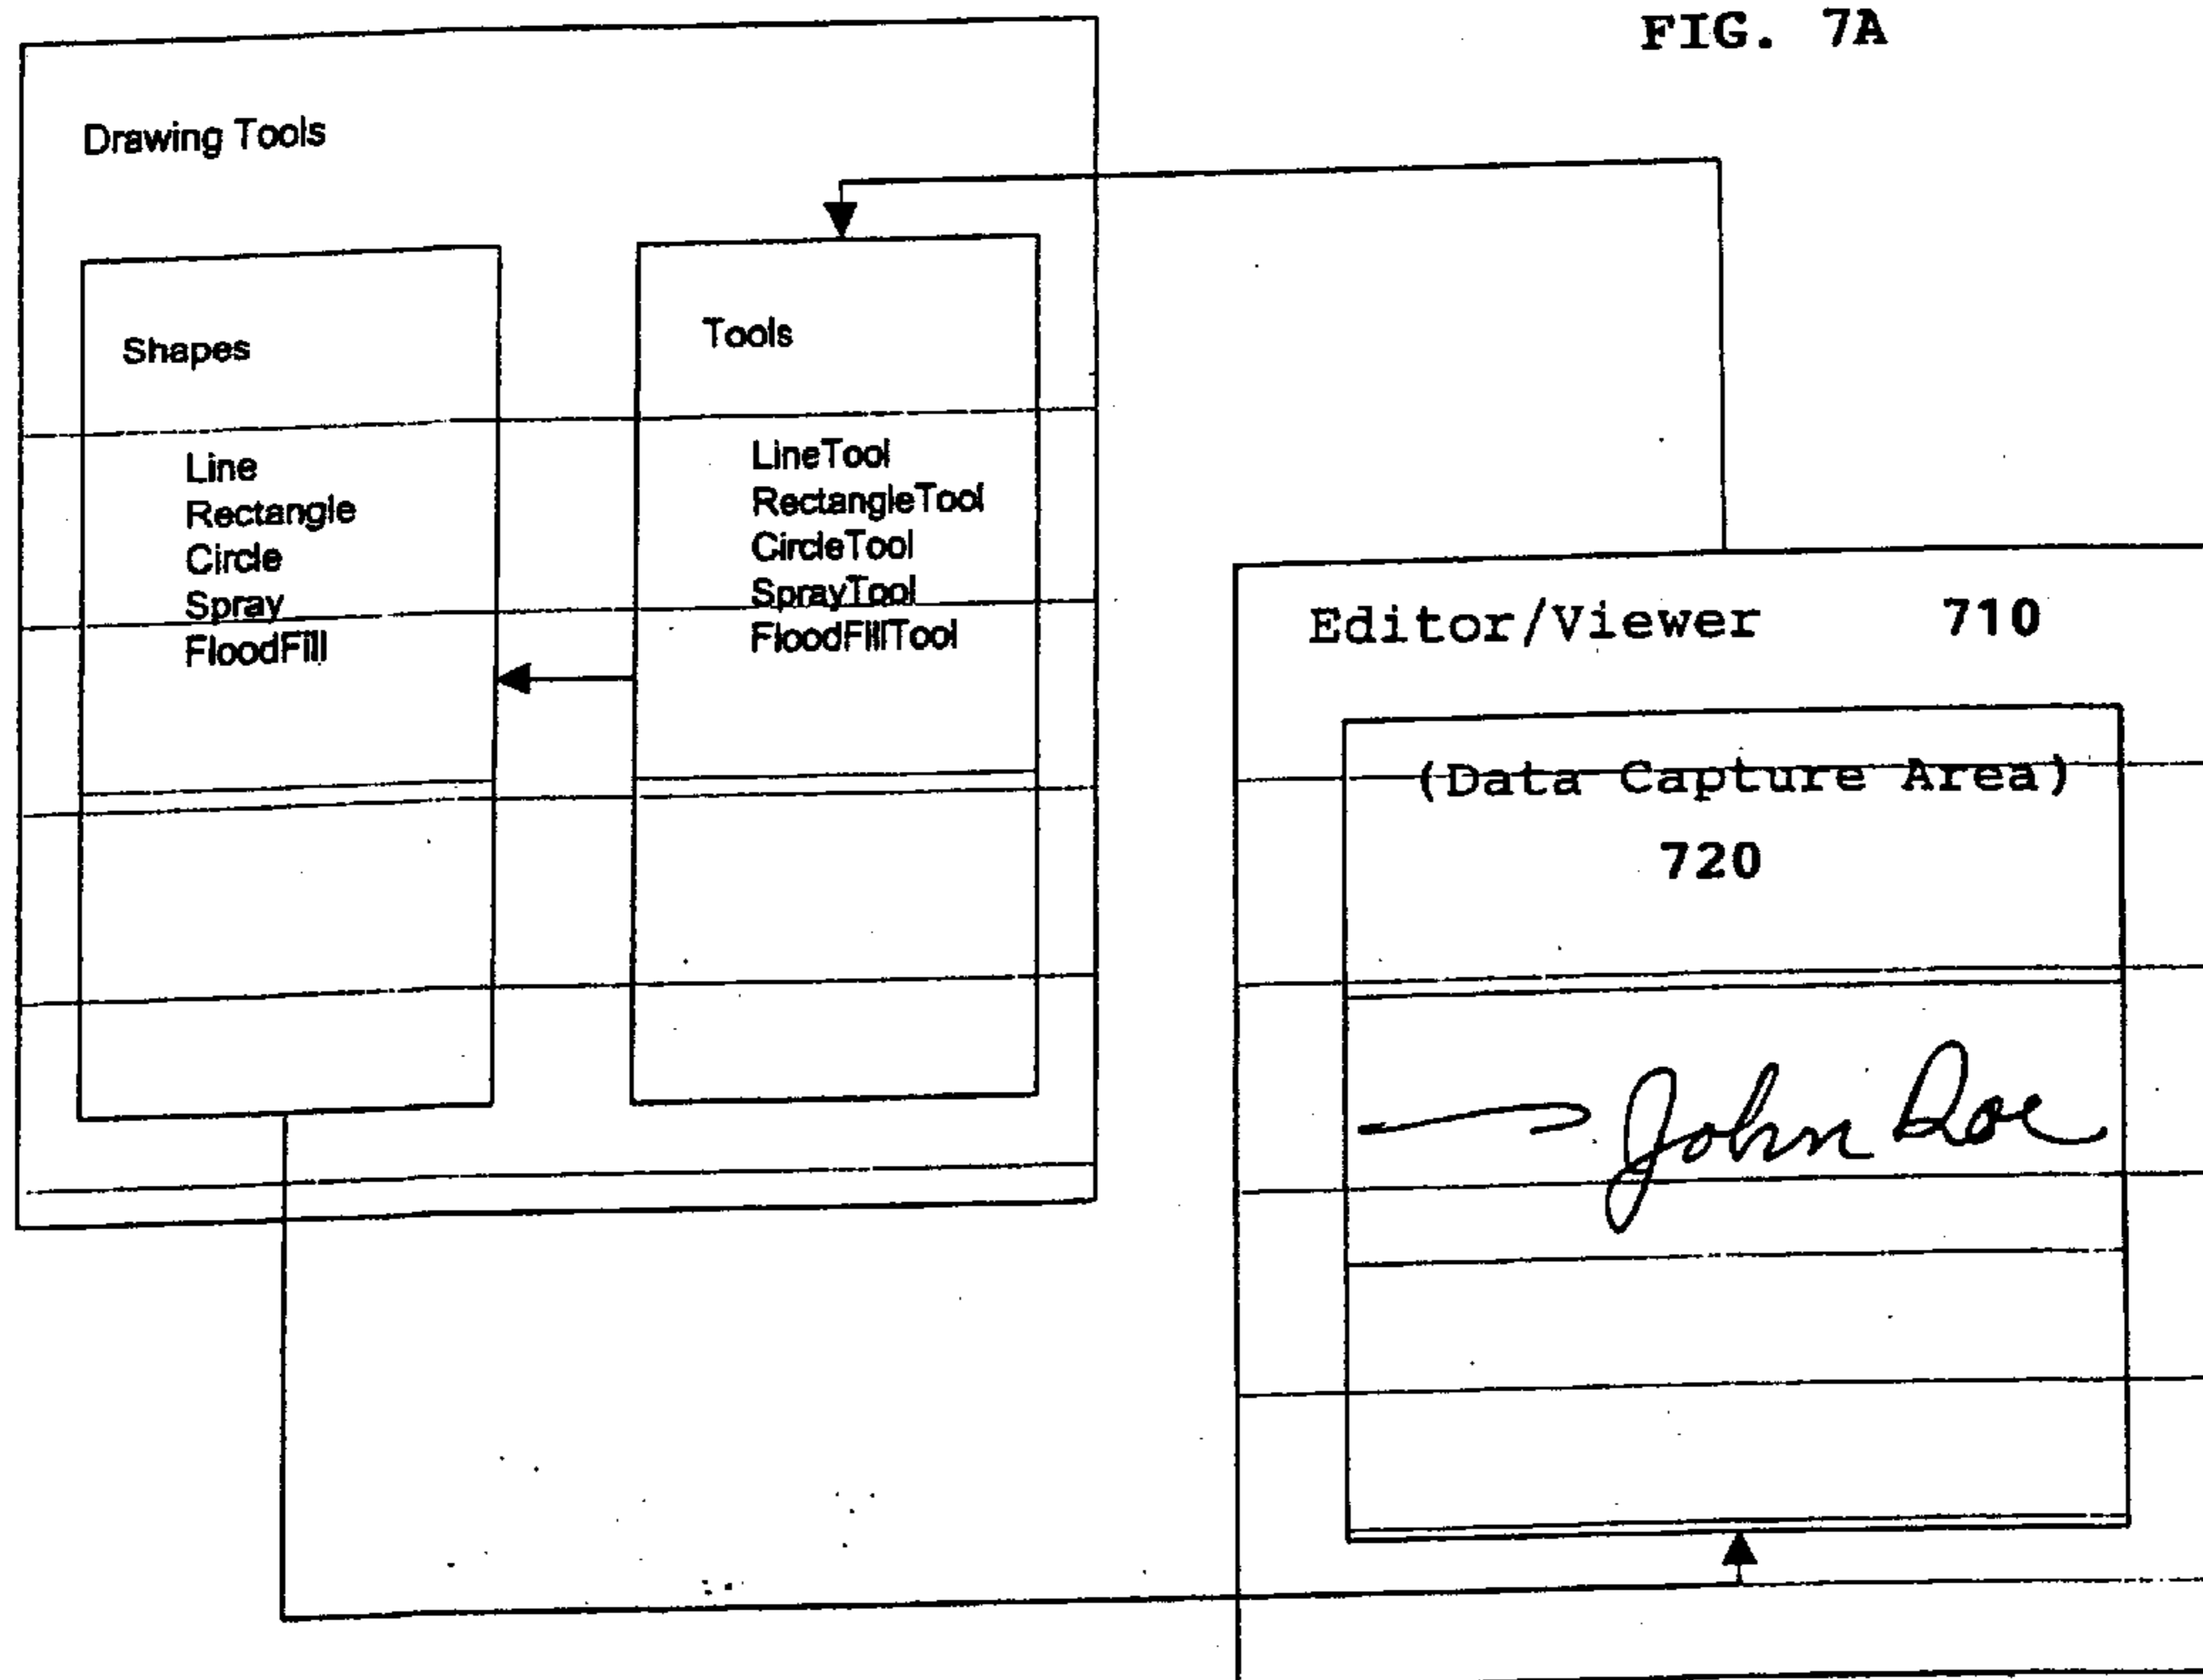 FIG. 7A
Drawing Tools
Shapes
Line
Rectangle
Circle
Spray
FloodFill
Tools
LineTool
RectangleTool
CircleTool
SprayTool
FloodFillTool
Editor/Viewer 710
(Data Capture Area)
720
John Doe